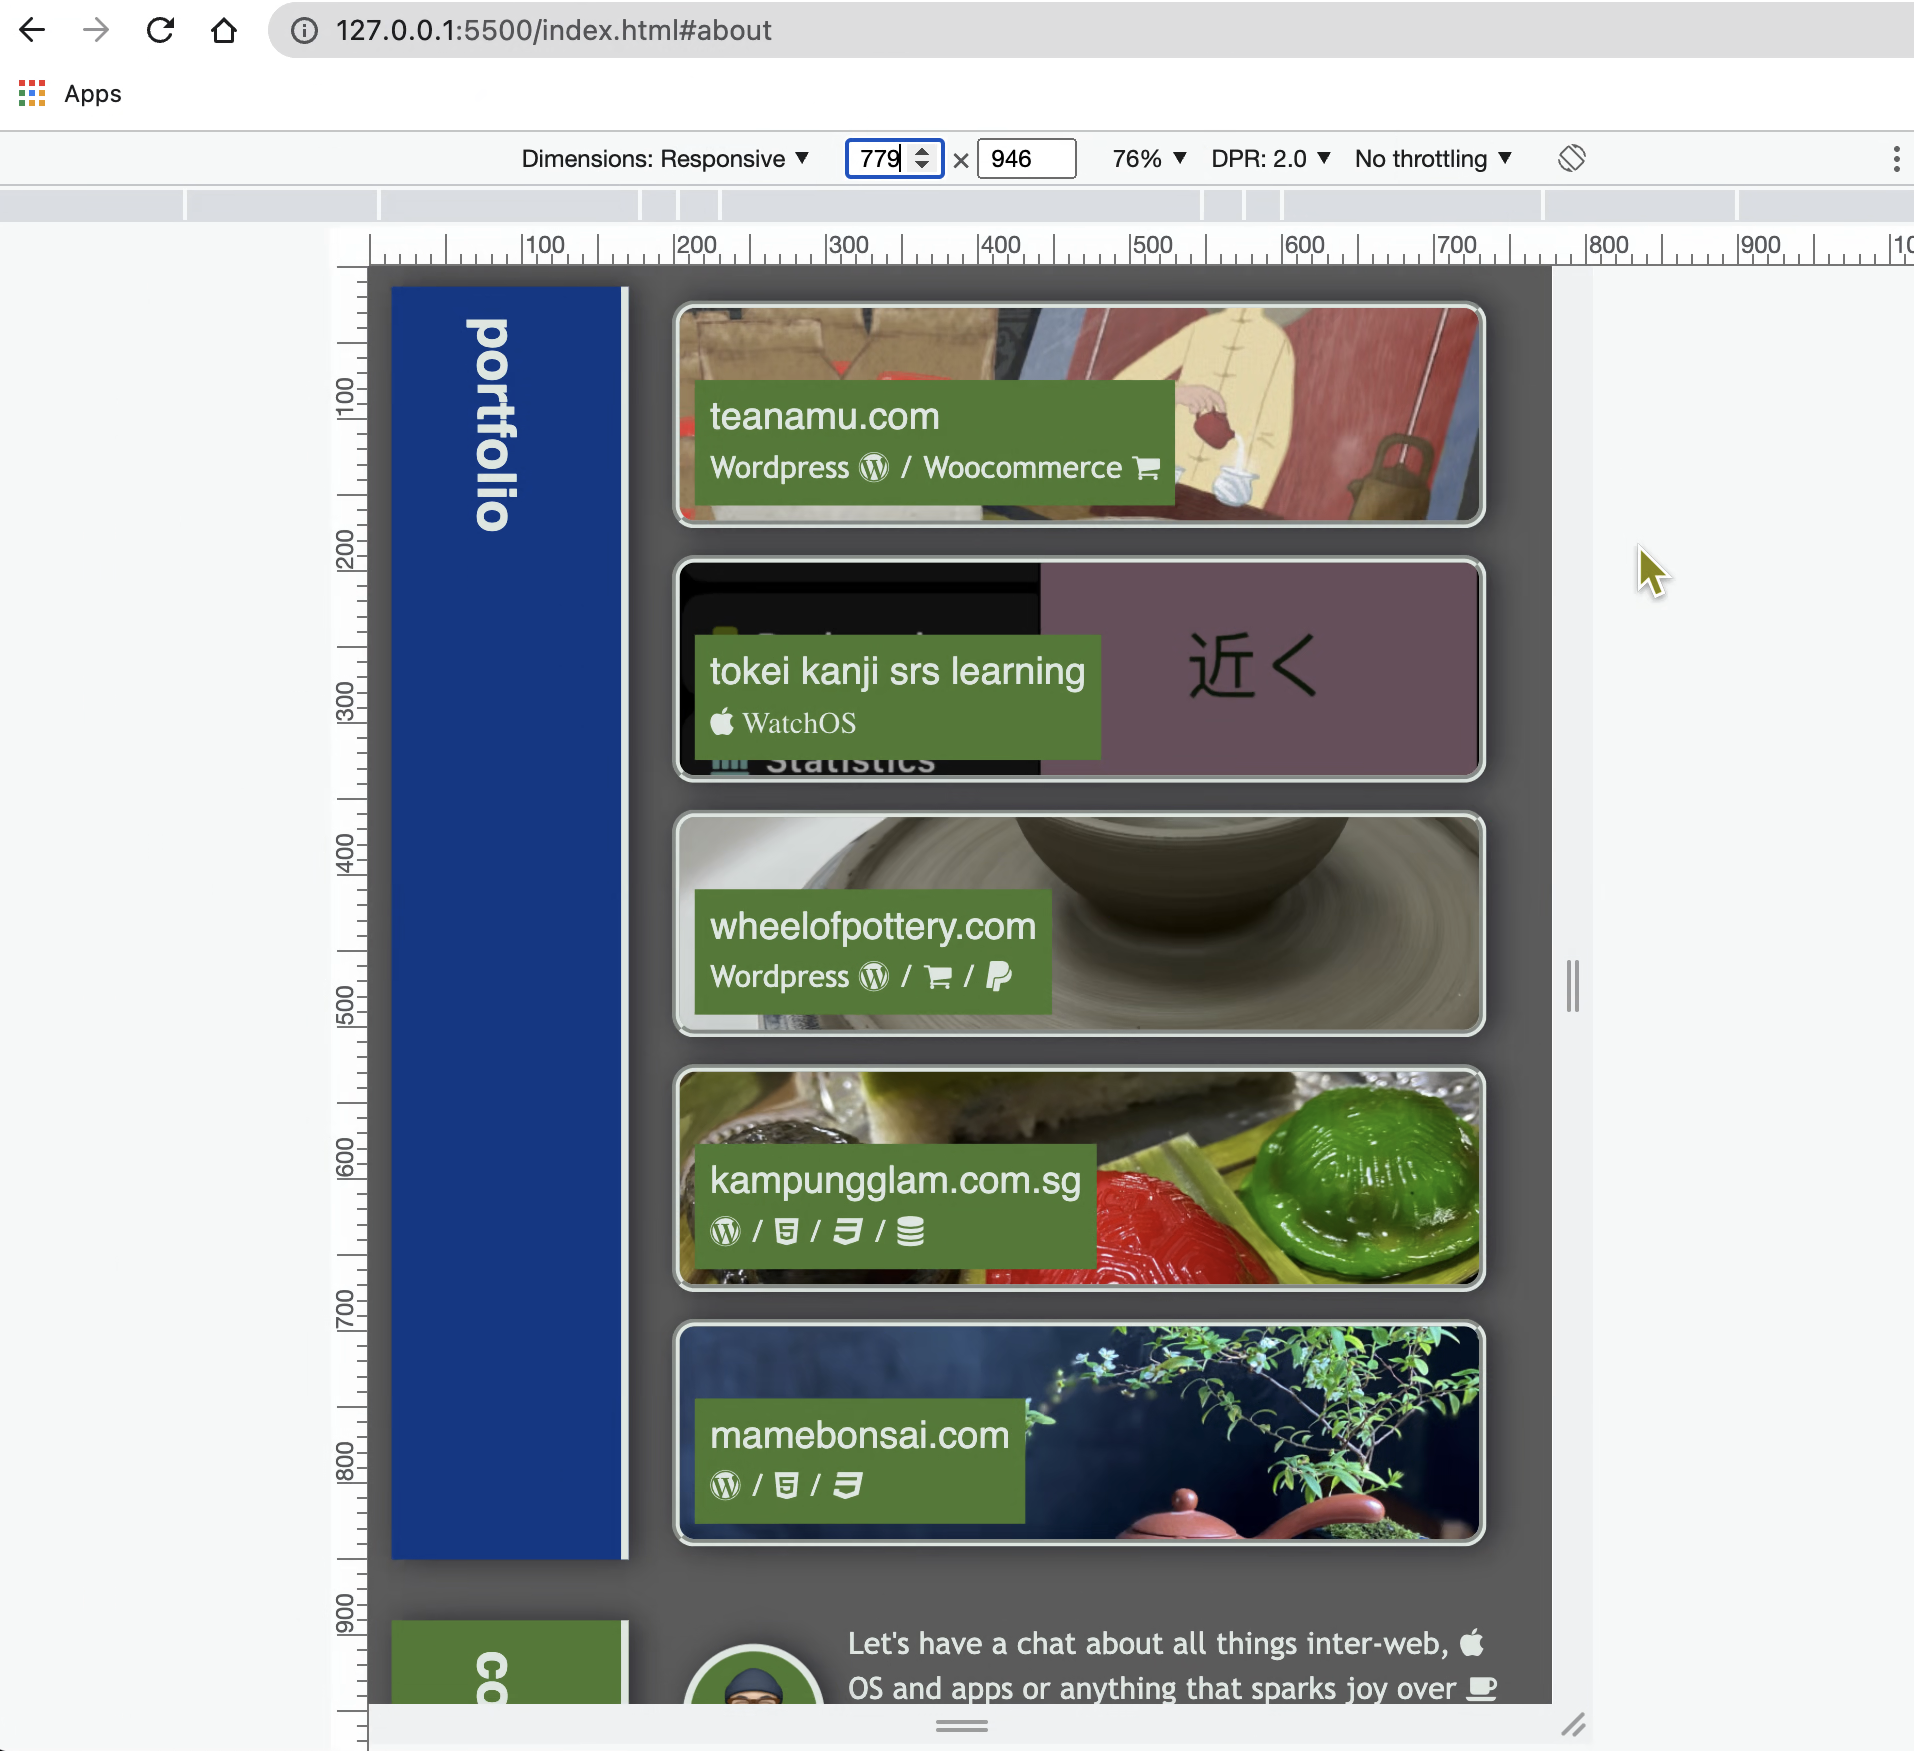 127.0.0.1:5500/index.html#about
Apps
Dimensions: Responsive 779 × 946 76% DPR: 2.0 No throttling
100 200 300 400 500 600 700 800 900 10
100
200
300
400
500
600
700
800
900
portfolio
teanamu.com
Wordpress / Woocommerce
近く
tokei kanji srs learning
WatchOS
Statistics
wheelofpottery.com
Wordpress / /
kampungglam.com.sg
/ / /
mamebonsai.com
/ /
co
Let's have a chat about all things inter-web,
OS and apps or anything that sparks joy over